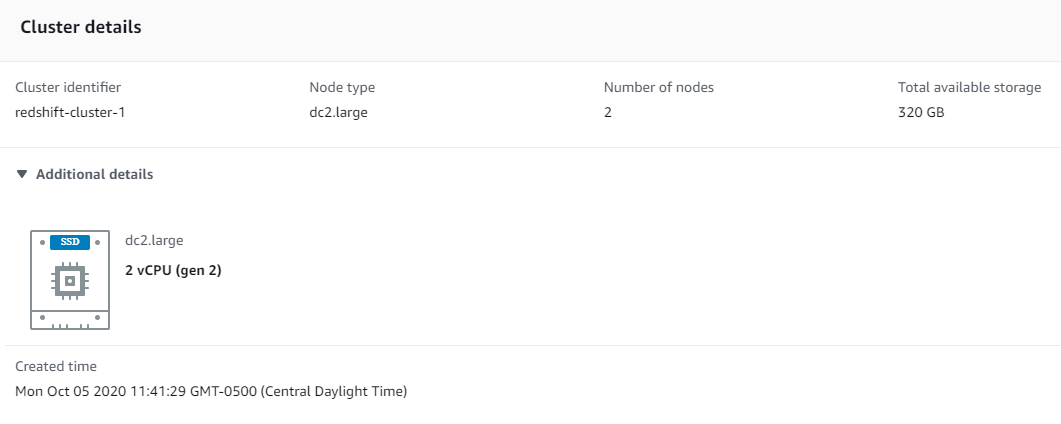 Cluster details
Cluster identifier
redshift-cluster-1
Node type
dc2.large
Number of nodes
2
Total available storage
320 GB
Additional details
SSD
dc2.large
2 vCPU (gen 2)
Created time
Mon Oct 05 2020 11:41:29 GMT-0500 (Central Daylight Time)